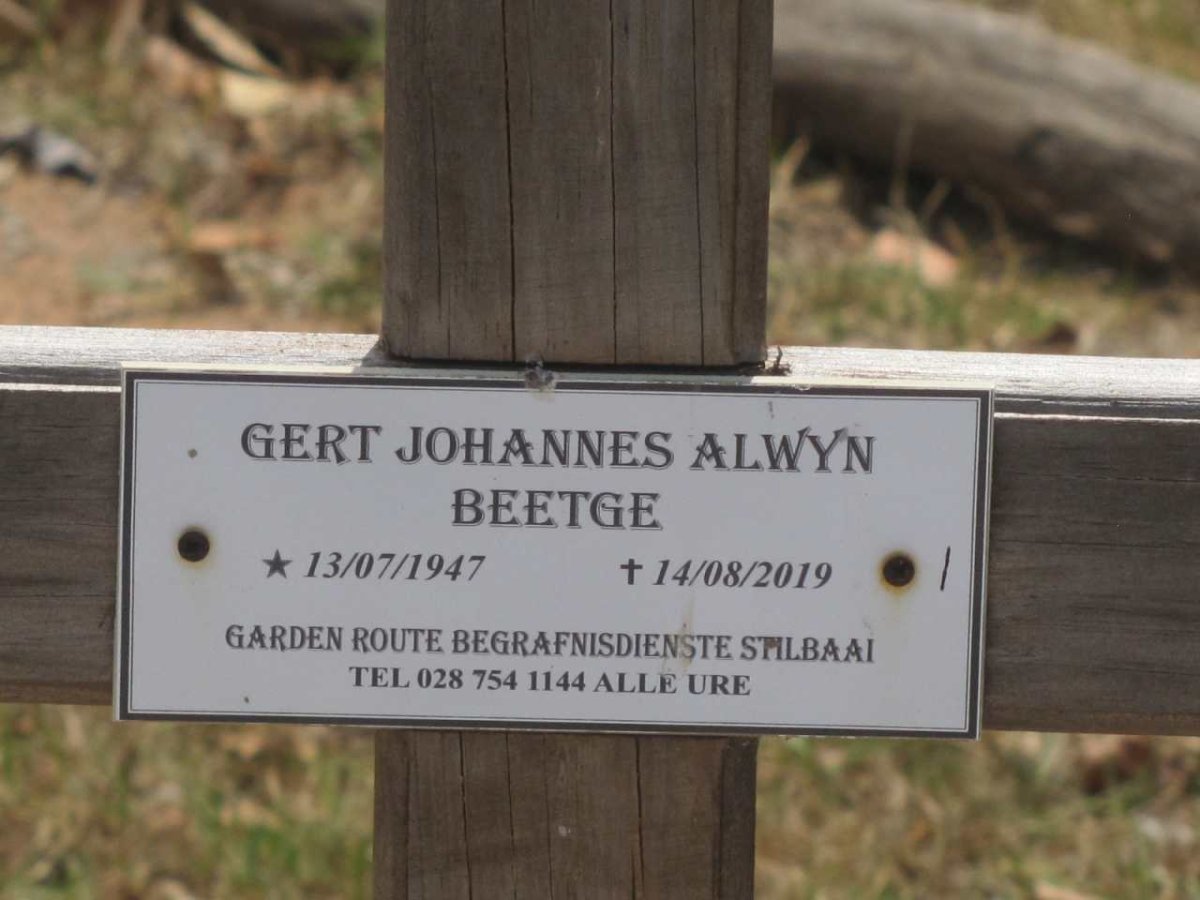 GERT JOHANNES ALWYN
BEETGE
★ 13/07/1947 ✝ 14/08/2019
GARDEN ROUTE BEGRAFNISDIENSTE STILBAAI
TEL 028 754 1144 ALLE URE